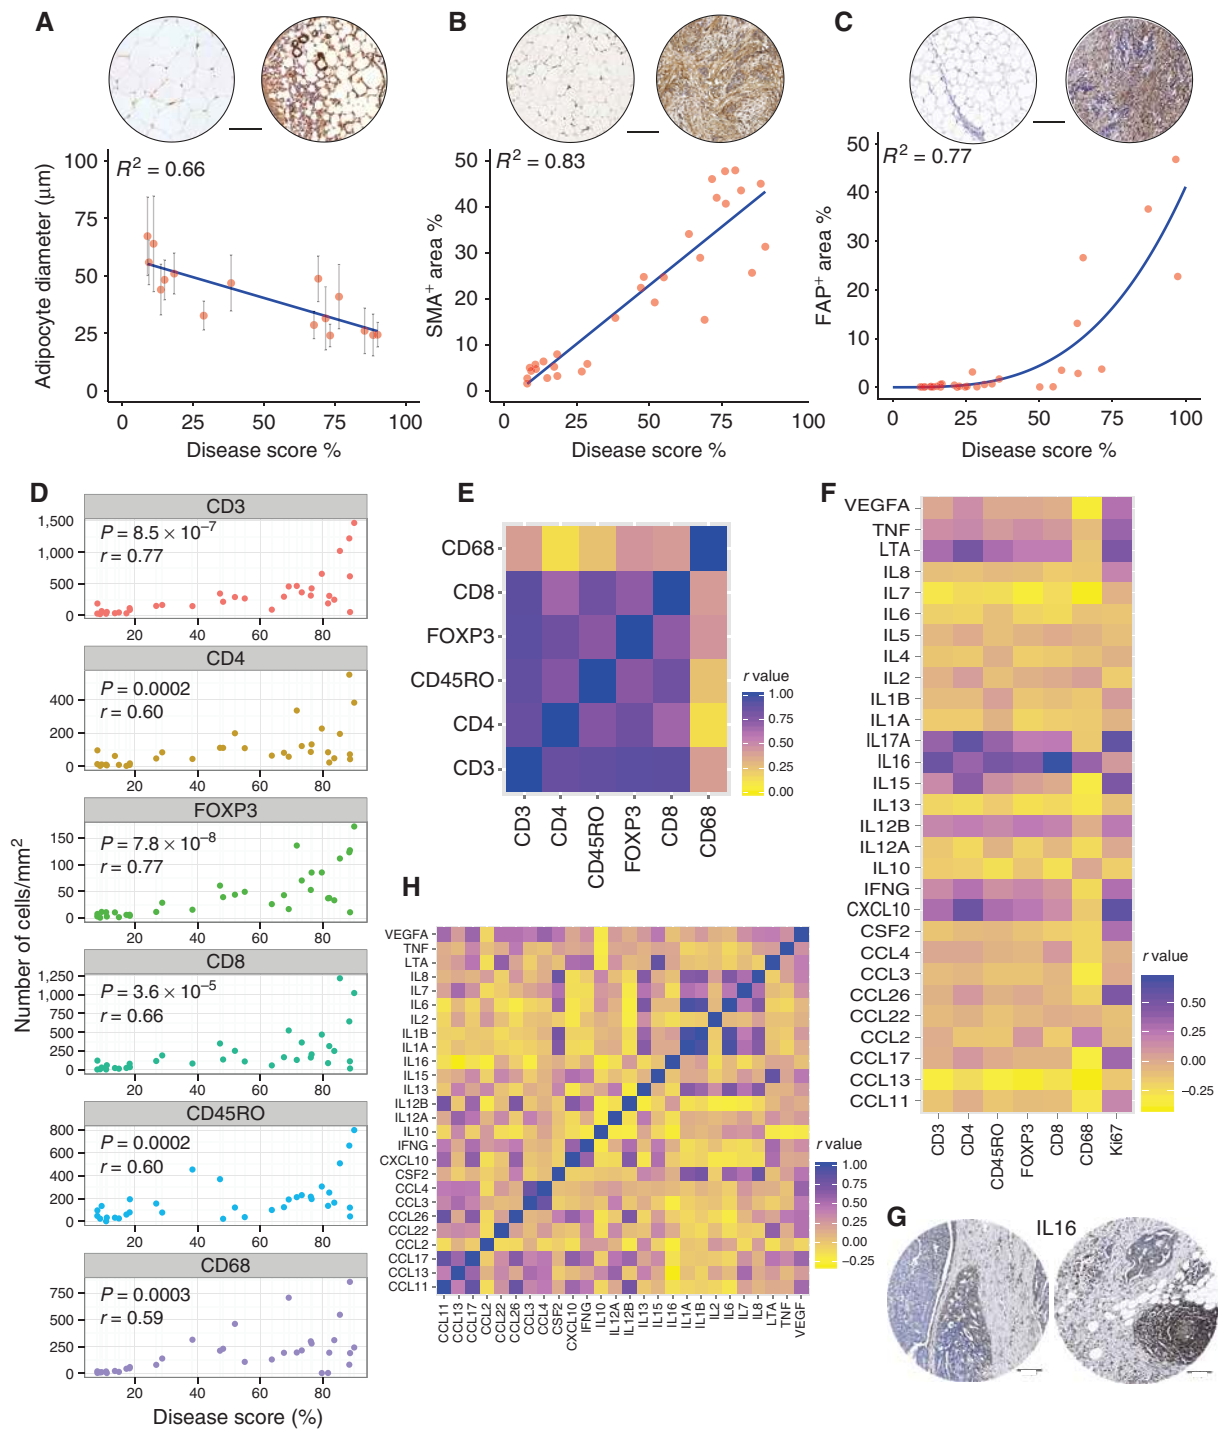 A
B
C
R² = 0.66
R² = 0.83
R² = 0.77
Adipocyte diameter (μm)
100
75
50
25
0
0 25 50 75 100
Disease score %
SMA⁺ area %
50
40
30
20
10
0
0 25 50 75 100
Disease score %
FAP⁺ area %
50
40
30
20
10
0
0 25 50 75 100
Disease score %
D
Number of cells/mm²
CD3
P = 8.5 × 10⁻⁷
r = 0.77
1,500
1,000
500
0
20 40 60 80
CD4
P = 0.0002
r = 0.60
400
200
0
20 40 60 80
FOXP3
P = 7.8 × 10⁻⁸
r = 0.77
150
100
50
0
20 40 60 80
CD8
P = 3.6 × 10⁻⁵
r = 0.66
1,250
1,000
750
500
250
0
20 40 60 80
CD45RO
P = 0.0002
r = 0.60
800
600
400
200
0
20 40 60 80
CD68
P = 0.0003
r = 0.59
750
500
250
0
20 40 60 80
Disease score (%)
E
CD68
CD8
FOXP3
CD45RO
CD4
CD3
CD3 CD4 CD45RO FOXP3 CD8 CD68
r value
1.00
0.75
0.50
0.25
0.00
F
VEGFA
TNF
LTA
IL8
IL7
IL6
IL5
IL4
IL2
IL1B
IL1A
IL17A
IL16
IL15
IL13
IL12B
IL12A
IL10
IFNG
CXCL10
CSF2
CCL4
CCL3
CCL26
CCL22
CCL2
CCL17
CCL13
CCL11
CD3 CD4 CD45RO FOXP3 CD8 CD68 Ki67
r value
0.50
0.25
0.00
−0.25
H
VEGFA
TNF
LTA
IL8
IL7
IL6
IL2
IL1B
IL1A
IL16
IL15
IL13
IL12B
IL12A
IL10
IFNG
CXCL10
CSF2
CCL4
CCL3
CCL26
CCL22
CCL2
CCL17
CCL13
CCL11
CCL11 CCL13 CCL17 CCL2 CCL22 CCL26 CCL3 CCL4 CSF2 CXCL10 IFNG IL10 IL12A IL12B IL13 IL15 IL16 IL1A IL1B IL2 IL6 IL7 IL8 LTA TNF VEGF
r value
1.00
0.75
0.50
0.25
0.00
−0.25
G
IL16